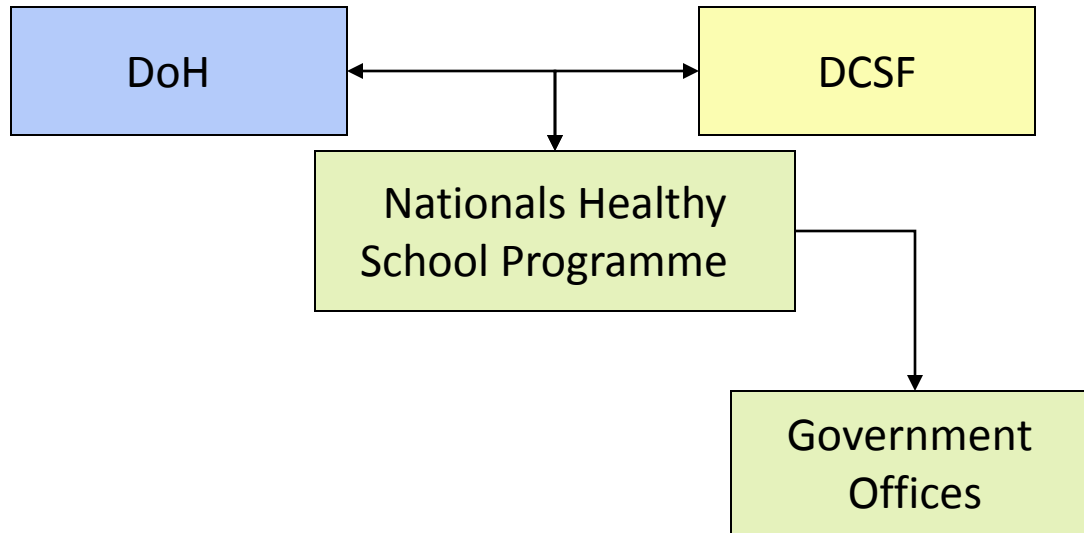 DoH
DCSF
Nationals Healthy
School Programme
Government
Offices